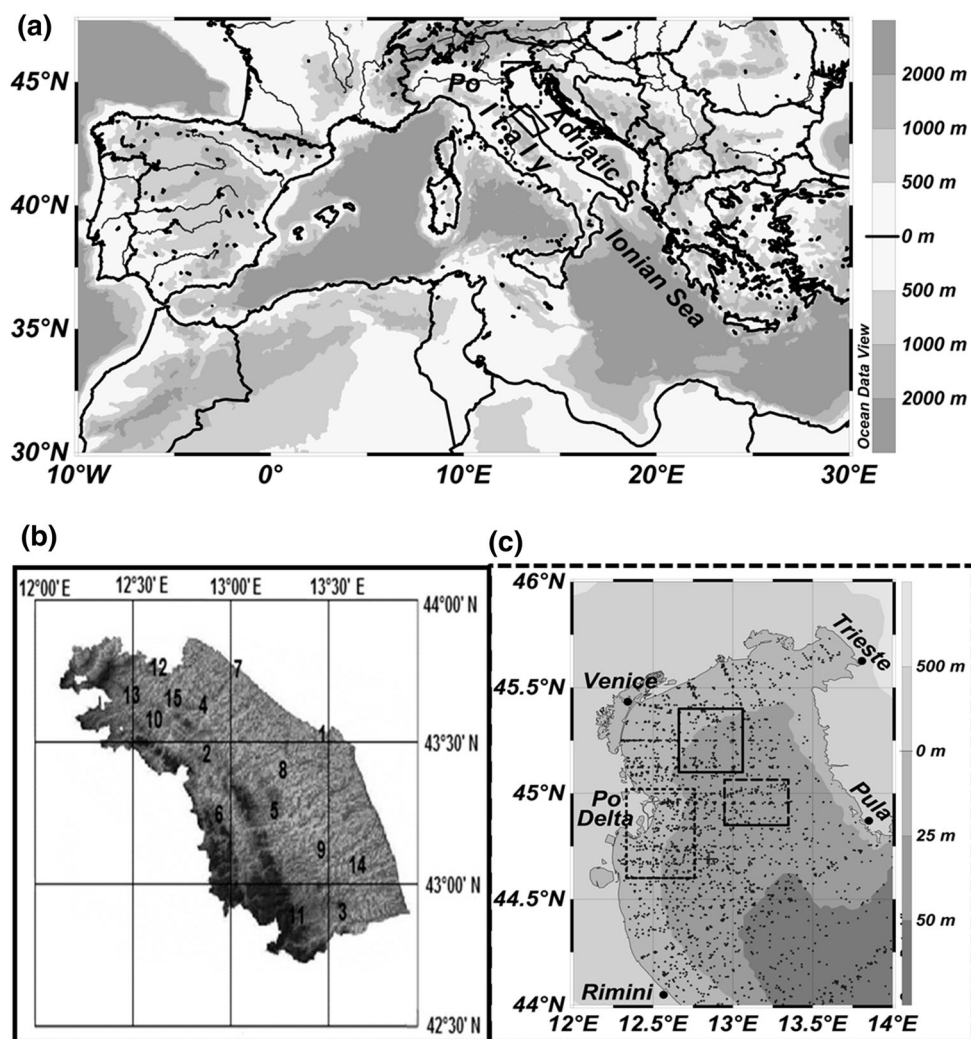 (a)
45°N
40°N
35°N
30°N
10°W
0°
10°E
20°E
30°E
Po
Italy
Adriatic S.
Ionian Sea
Ocean Data View
2000 m
1000 m
500 m
0 m
500 m
1000 m
2000 m
(b)
12°00' E
12°30' E
13°00' E
13°30' E
44°00' N
43°30' N
43°00' N
42°30' N
12
7
13
15
4
10
1
2
8
6
5
9
14
11
3
(c)
46°N
45.5°N
45°N
44.5°N
44°N
12°E
12.5°E
13°E
13.5°E
14°E
Trieste
Venice
Po
Delta
Pula
Rimini
500 m
0 m
25 m
50 m